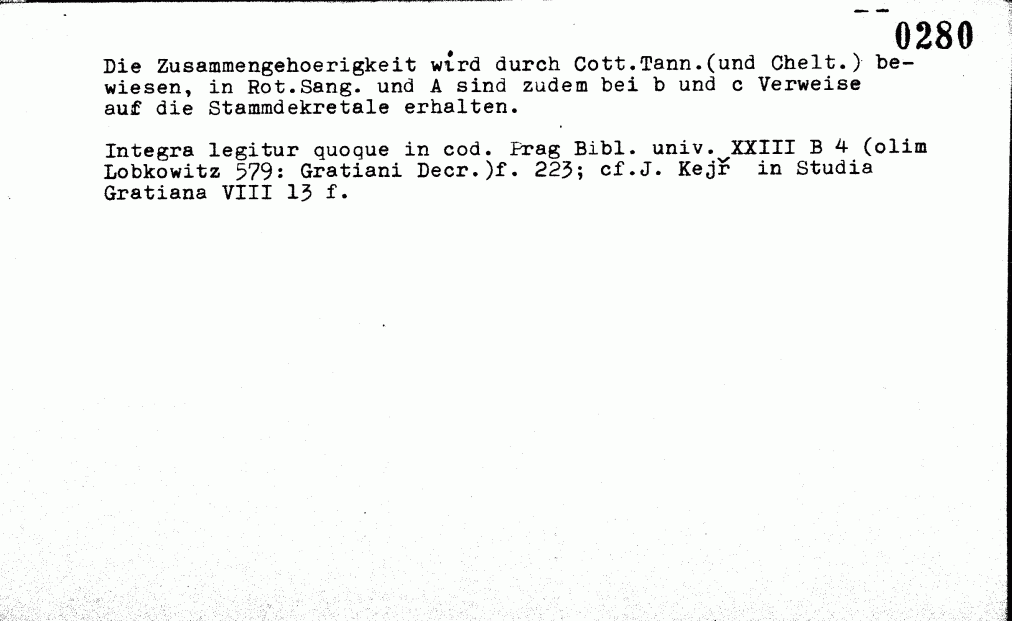 0280
Die Zusammengehoerigkeit wird durch Cott.Tann.(und Chelt.) be-
wiesen, in Rot.Sang. und A sind zudem bei b und c Verweise
auf die Stammdekretale erhalten.
Integra legitur quoque in cod. Prag Bibl. univ. XXIII B 4 (olim
Lobkowitz 579: Gratiani Decr.)f. 223; cf.J. Kejř in Studia
Gratiana VIII 13 f.